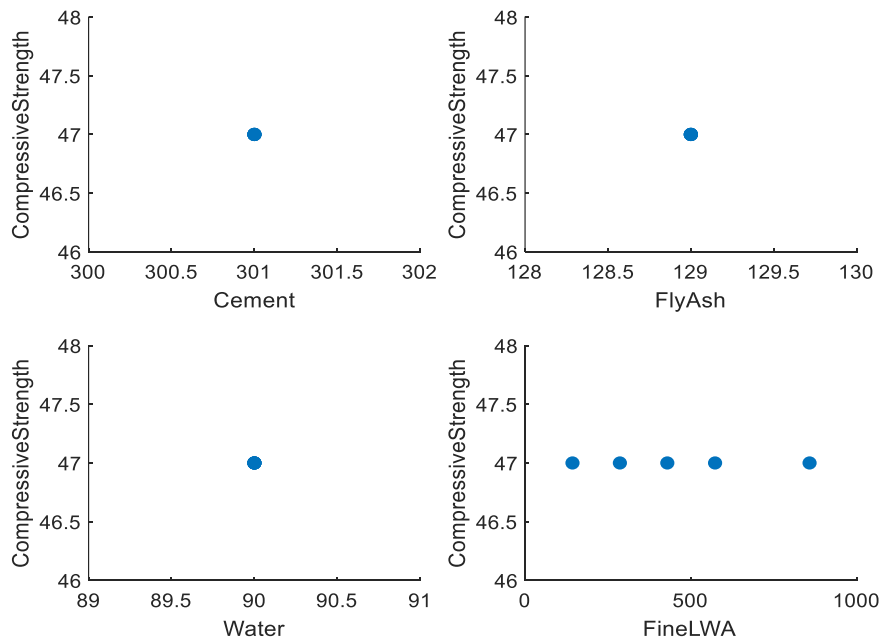 48
47.5
47
46.5
46
CompressiveStrength
300 300.5 301 301.5 302
Cement
48
47.5
47
46.5
46
CompressiveStrength
128 128.5 129 129.5 130
FlyAsh
48
47.5
47
46.5
46
CompressiveStrength
89 89.5 90 90.5 91
Water
48
47.5
47
46.5
46
CompressiveStrength
0 500 1000
FineLWA